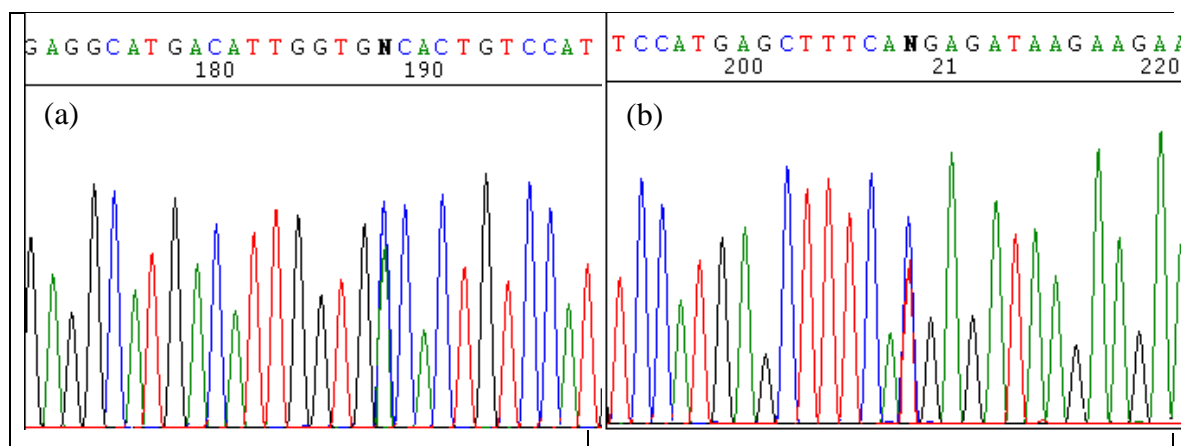 GAGGCATGACATTGGTGNCACTGTCCAT
180 190
(a)
TCCATGAGCTTTCANGAGATAAGAAGAA
200 21 220
(b)